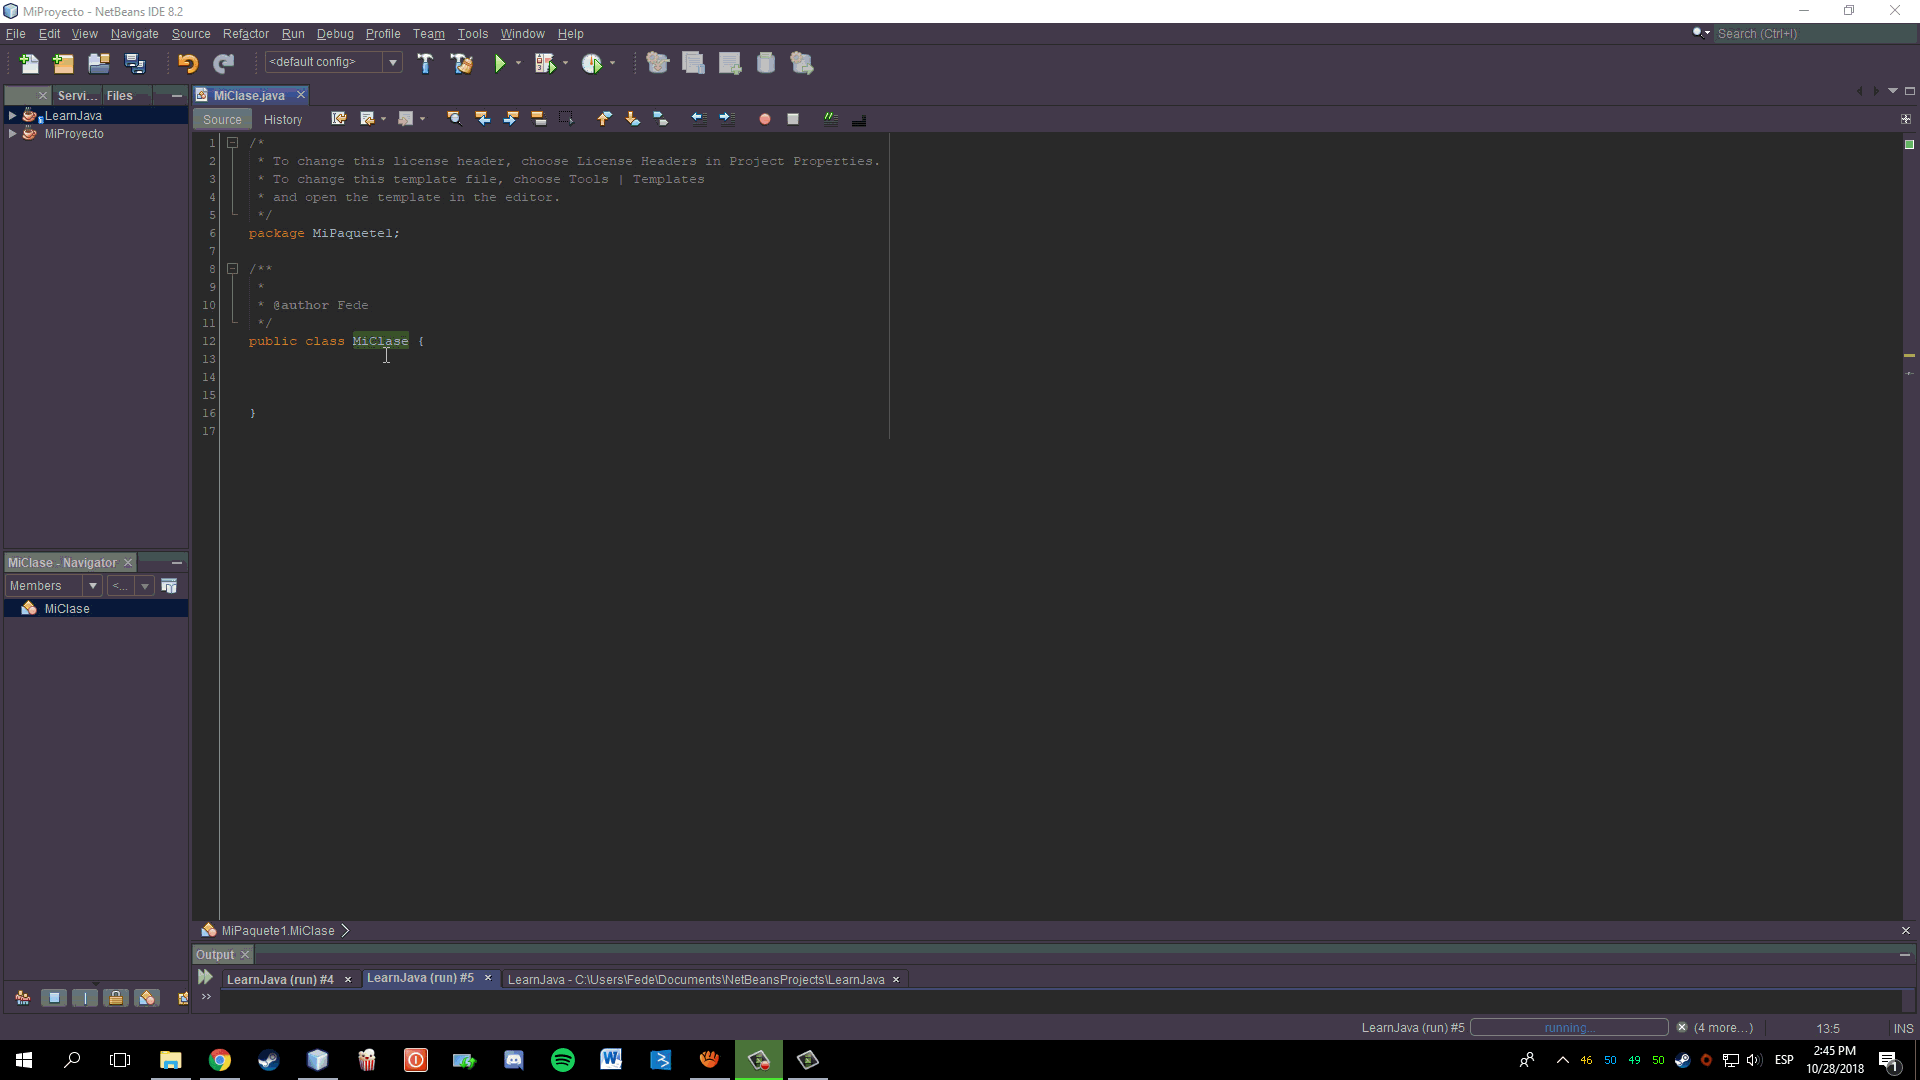 MiProyecto - NetBeans IDE 8.2
File Edit View Navigate Source Refactor Run Debug Profile Team Tools Window Help
Search (Ctrl+I)
<default config>
Servi... Files
MiClase.java
LearnJava
MiProyecto
Source History
1 /*
2 * To change this license header, choose License Headers in Project Properties.
3 * To change this template file, choose Tools | Templates
4 * and open the template in the editor.
5 */
6 package MiPaquete1;
7
8 /**
9 *
10 * @author Fede
11 */
12 public class MiClase {
13
14
15
16 }
17
MiClase - Navigator
Members <...
MiClase
MiPaquete1.MiClase
Output
LearnJava (run) #4 LearnJava (run) #5 LearnJava - C:\Users\Fede\Documents\NetBeansProjects\LearnJava
LearnJava (run) #5 running... (4 more...) 13:5 INS
46 50 49 50 ESP
2:45 PM
10/28/2018
1